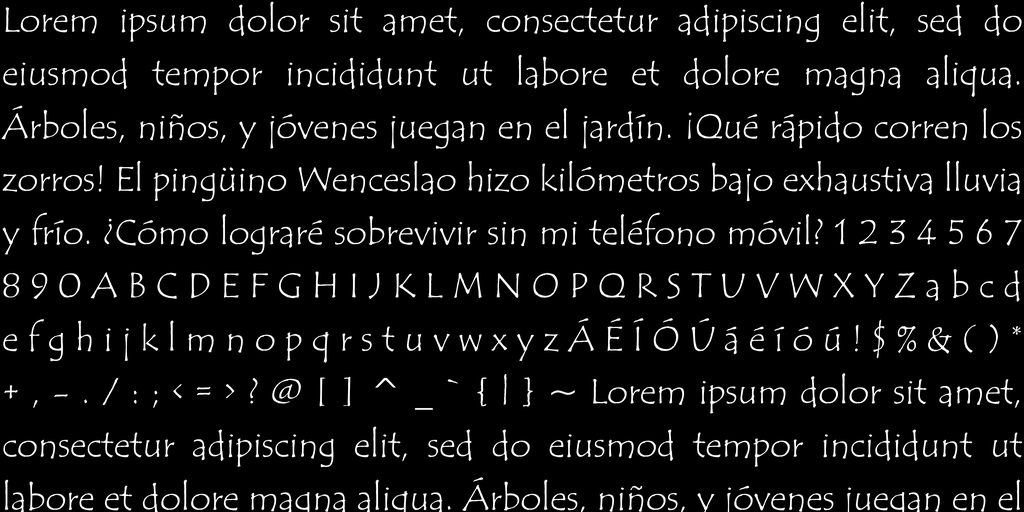 Lorem ipsum dolor sit amet, consectetur adipiscing elit, sed do
eiusmod tempor incididunt ut labore et dolore magna aliqua.
Árboles, niños, y jóvenes juegan en el jardín. ¡Qué rápido corren los
zorros! El pingüino Wenceslao hizo kilómetros bajo exhaustiva lluvia
y frío. ¿Cómo lograré sobrevivir sin mi teléfono móvil? 1 2 3 4 5 6 7
8 9 0 A B C D E F G H I J K L M N O P Q R S T U V W X Y Z a b c d
e f g h i j k l m n o p q r s t u v w x y z Á É Í Ó Ú á é í ó ú ! $ % & ( ) *
+ , - . / : ; < = > ? @ [ ] ^ _ ` { | } ~ Lorem ipsum dolor sit amet,
consectetur adipiscing elit, sed do eiusmod tempor incididunt ut
labore et dolore magna aliqua. Árboles, niños, y jóvenes juegan en el